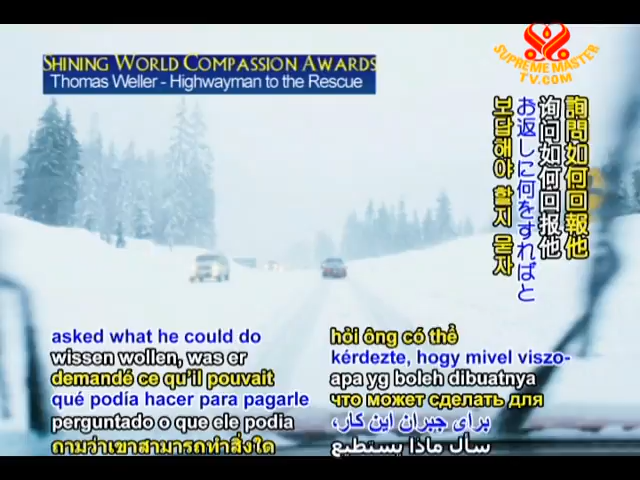 SHINING WORLD COMPASSION AWARDS
Thomas Weller - Highwayman to the Rescue
SUPREME MASTER
TV.COM
詢問如何回報他
询问如何回报他
お返しに何をすればと
보답해야 할지 묻자
asked what he could do
wissen wollen, was er
demandé ce qu'il pouvait
qué podía hacer para pagarle
perguntado o que ele podia
ถามว่าเขาสามารถทำสิ่งใด
hỏi ông có thể
kérdezte, hogy mivel viszo-
apa yg boleh dibuatnya
что может сделать для
برای جبران این کار،
سأل ماذا يستطيع